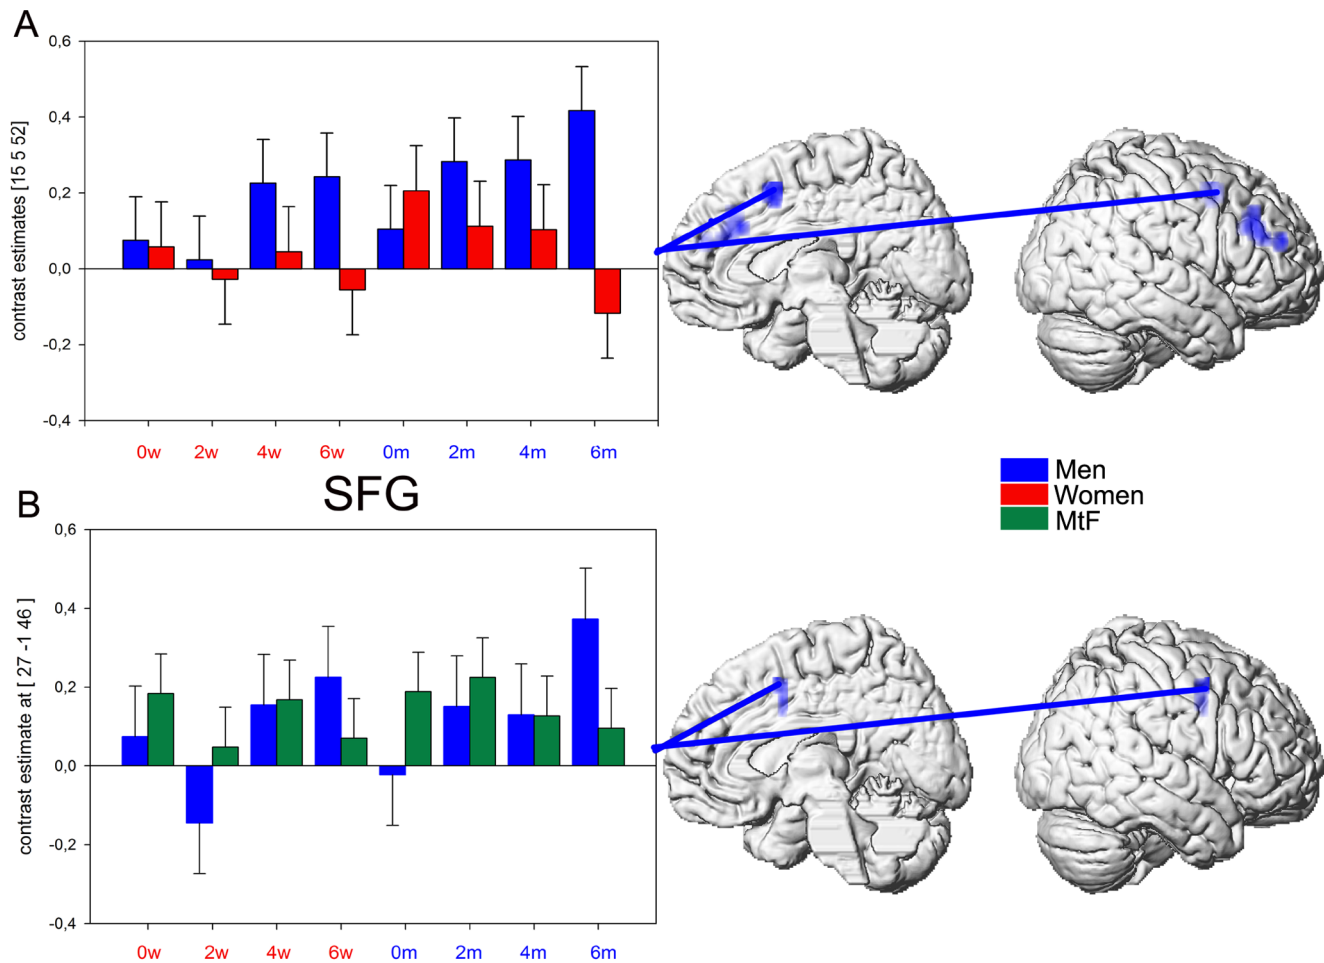 A
0,6
0,4
0,2
0,0
-0,2
-0,4
contrast estimates [15 5 52]
0w 2w 4w 6w 0m 2m 4m 6m
SFG
Men
Women
MtF
B
0,6
0,4
0,2
0,0
-0,2
-0,4
contrast estimate at [ 27 -1 46 ]
0w 2w 4w 6w 0m 2m 4m 6m